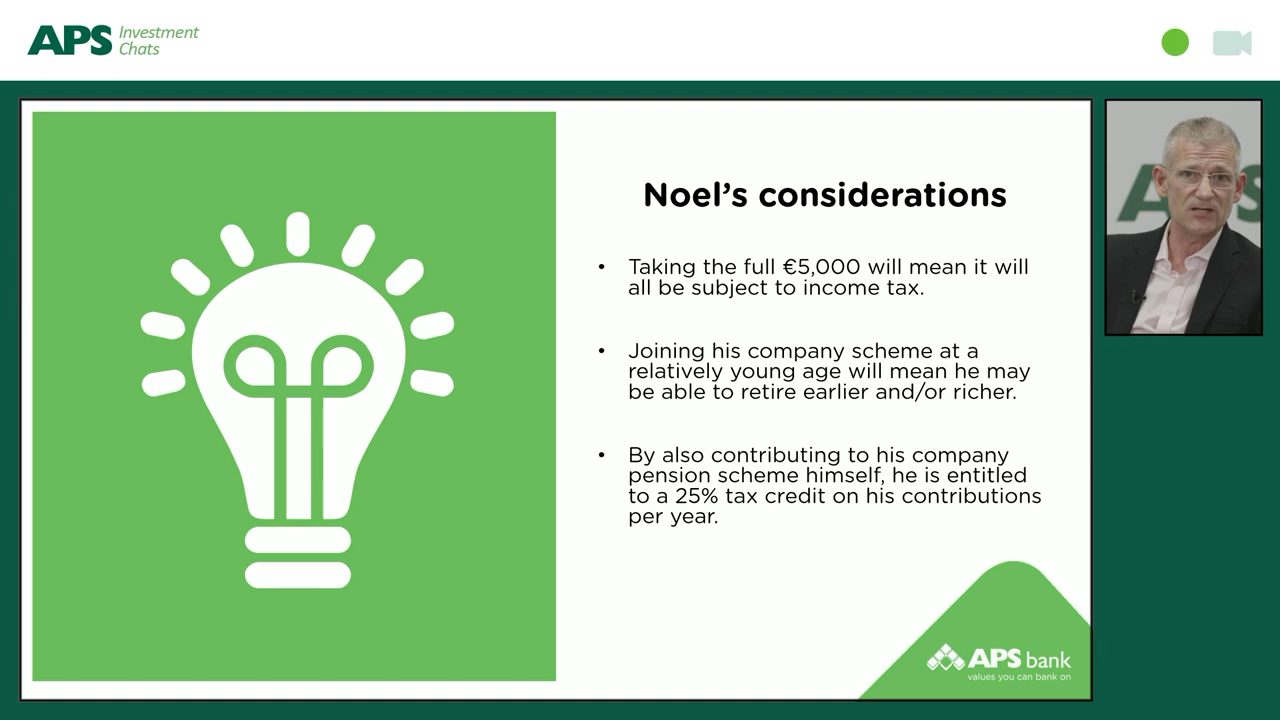 APS Investment
Chats
Noel’s considerations
• Taking the full €5,000 will mean it will
all be subject to income tax.
• Joining his company scheme at a
relatively young age will mean he may
be able to retire earlier and/or richer.
• By also contributing to his company
pension scheme himself, he is entitled
to a 25% tax credit on his contributions
per year.
APS bank
values you can bank on
APS